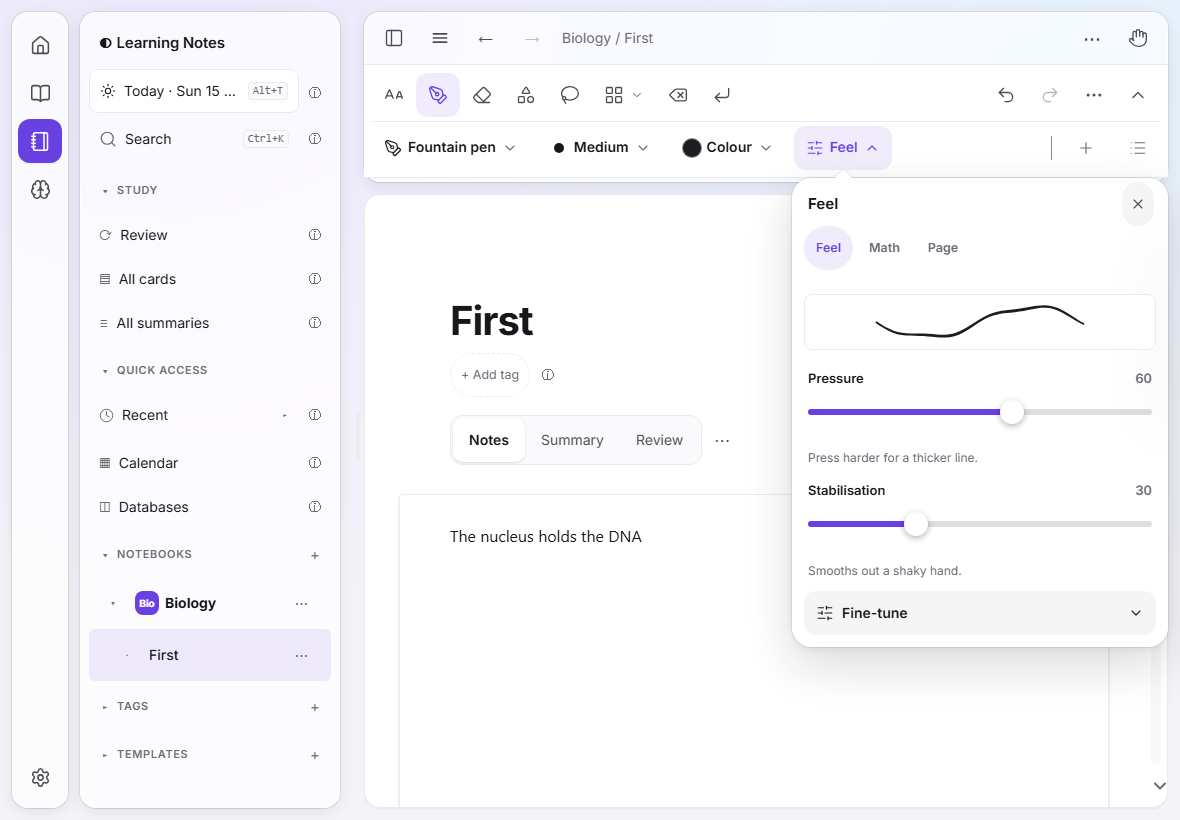 Learning Notes
Today · Sun 15 ... Alt+T
Search Ctrl+K
STUDY
Review
All cards
All summaries
QUICK ACCESS
Recent
Calendar
Databases
NOTEBOOKS
Bio Biology
First
TAGS
TEMPLATES
Biology / First
AA
Fountain pen
Medium
Colour
Feel
First
+ Add tag
Notes
Summary
Review
The nucleus holds the DNA
Feel
Feel
Math
Page
Pressure 60
Press harder for a thicker line.
Stabilisation 30
Smooths out a shaky hand.
Fine-tune